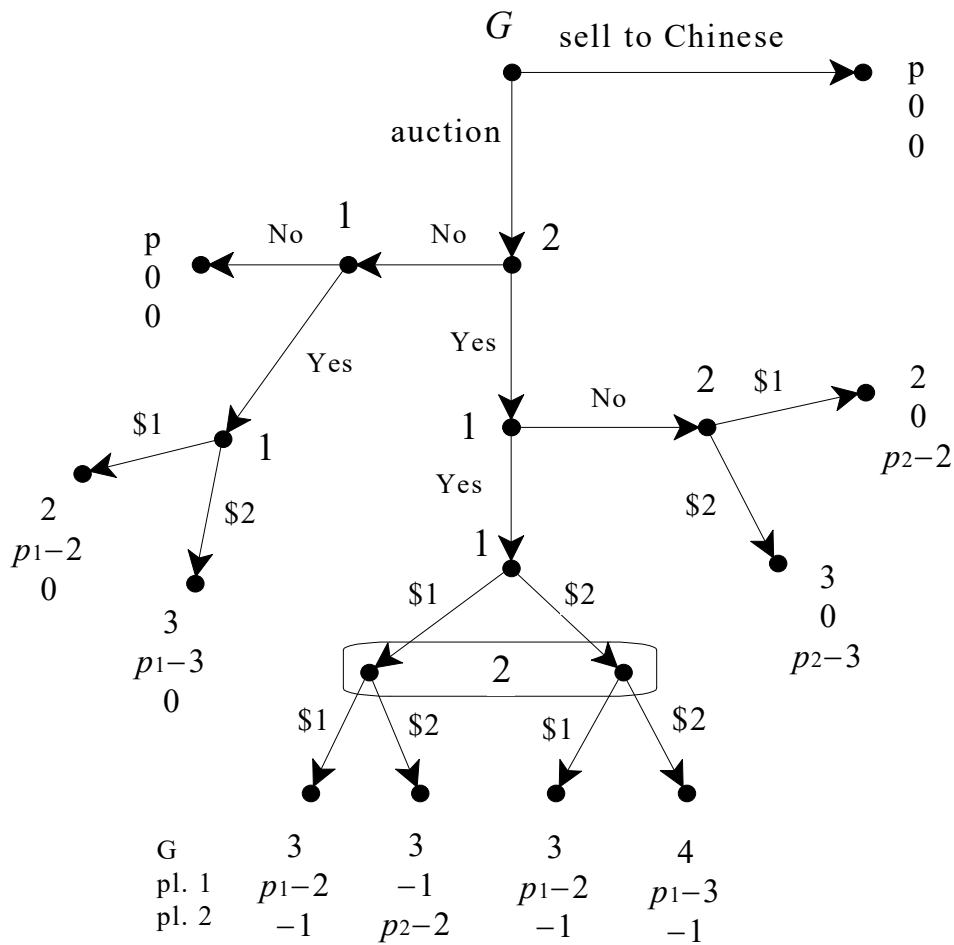 G
sell to Chinese
p
0
0
auction
1
2
No
No
p
0
0
Yes
Yes
2
$1
2
0
p2−2
No
1
$1
1
$2
Yes
2
p1−2
0
$2
1
3
0
p2−3
$1
$2
3
p1−3
0
2
$1
$2
$1
$2
G 3 3 3 4
pl. 1 p1−2 −1 p1−2 p1−3
pl. 2 −1 p2−2 −1 −1